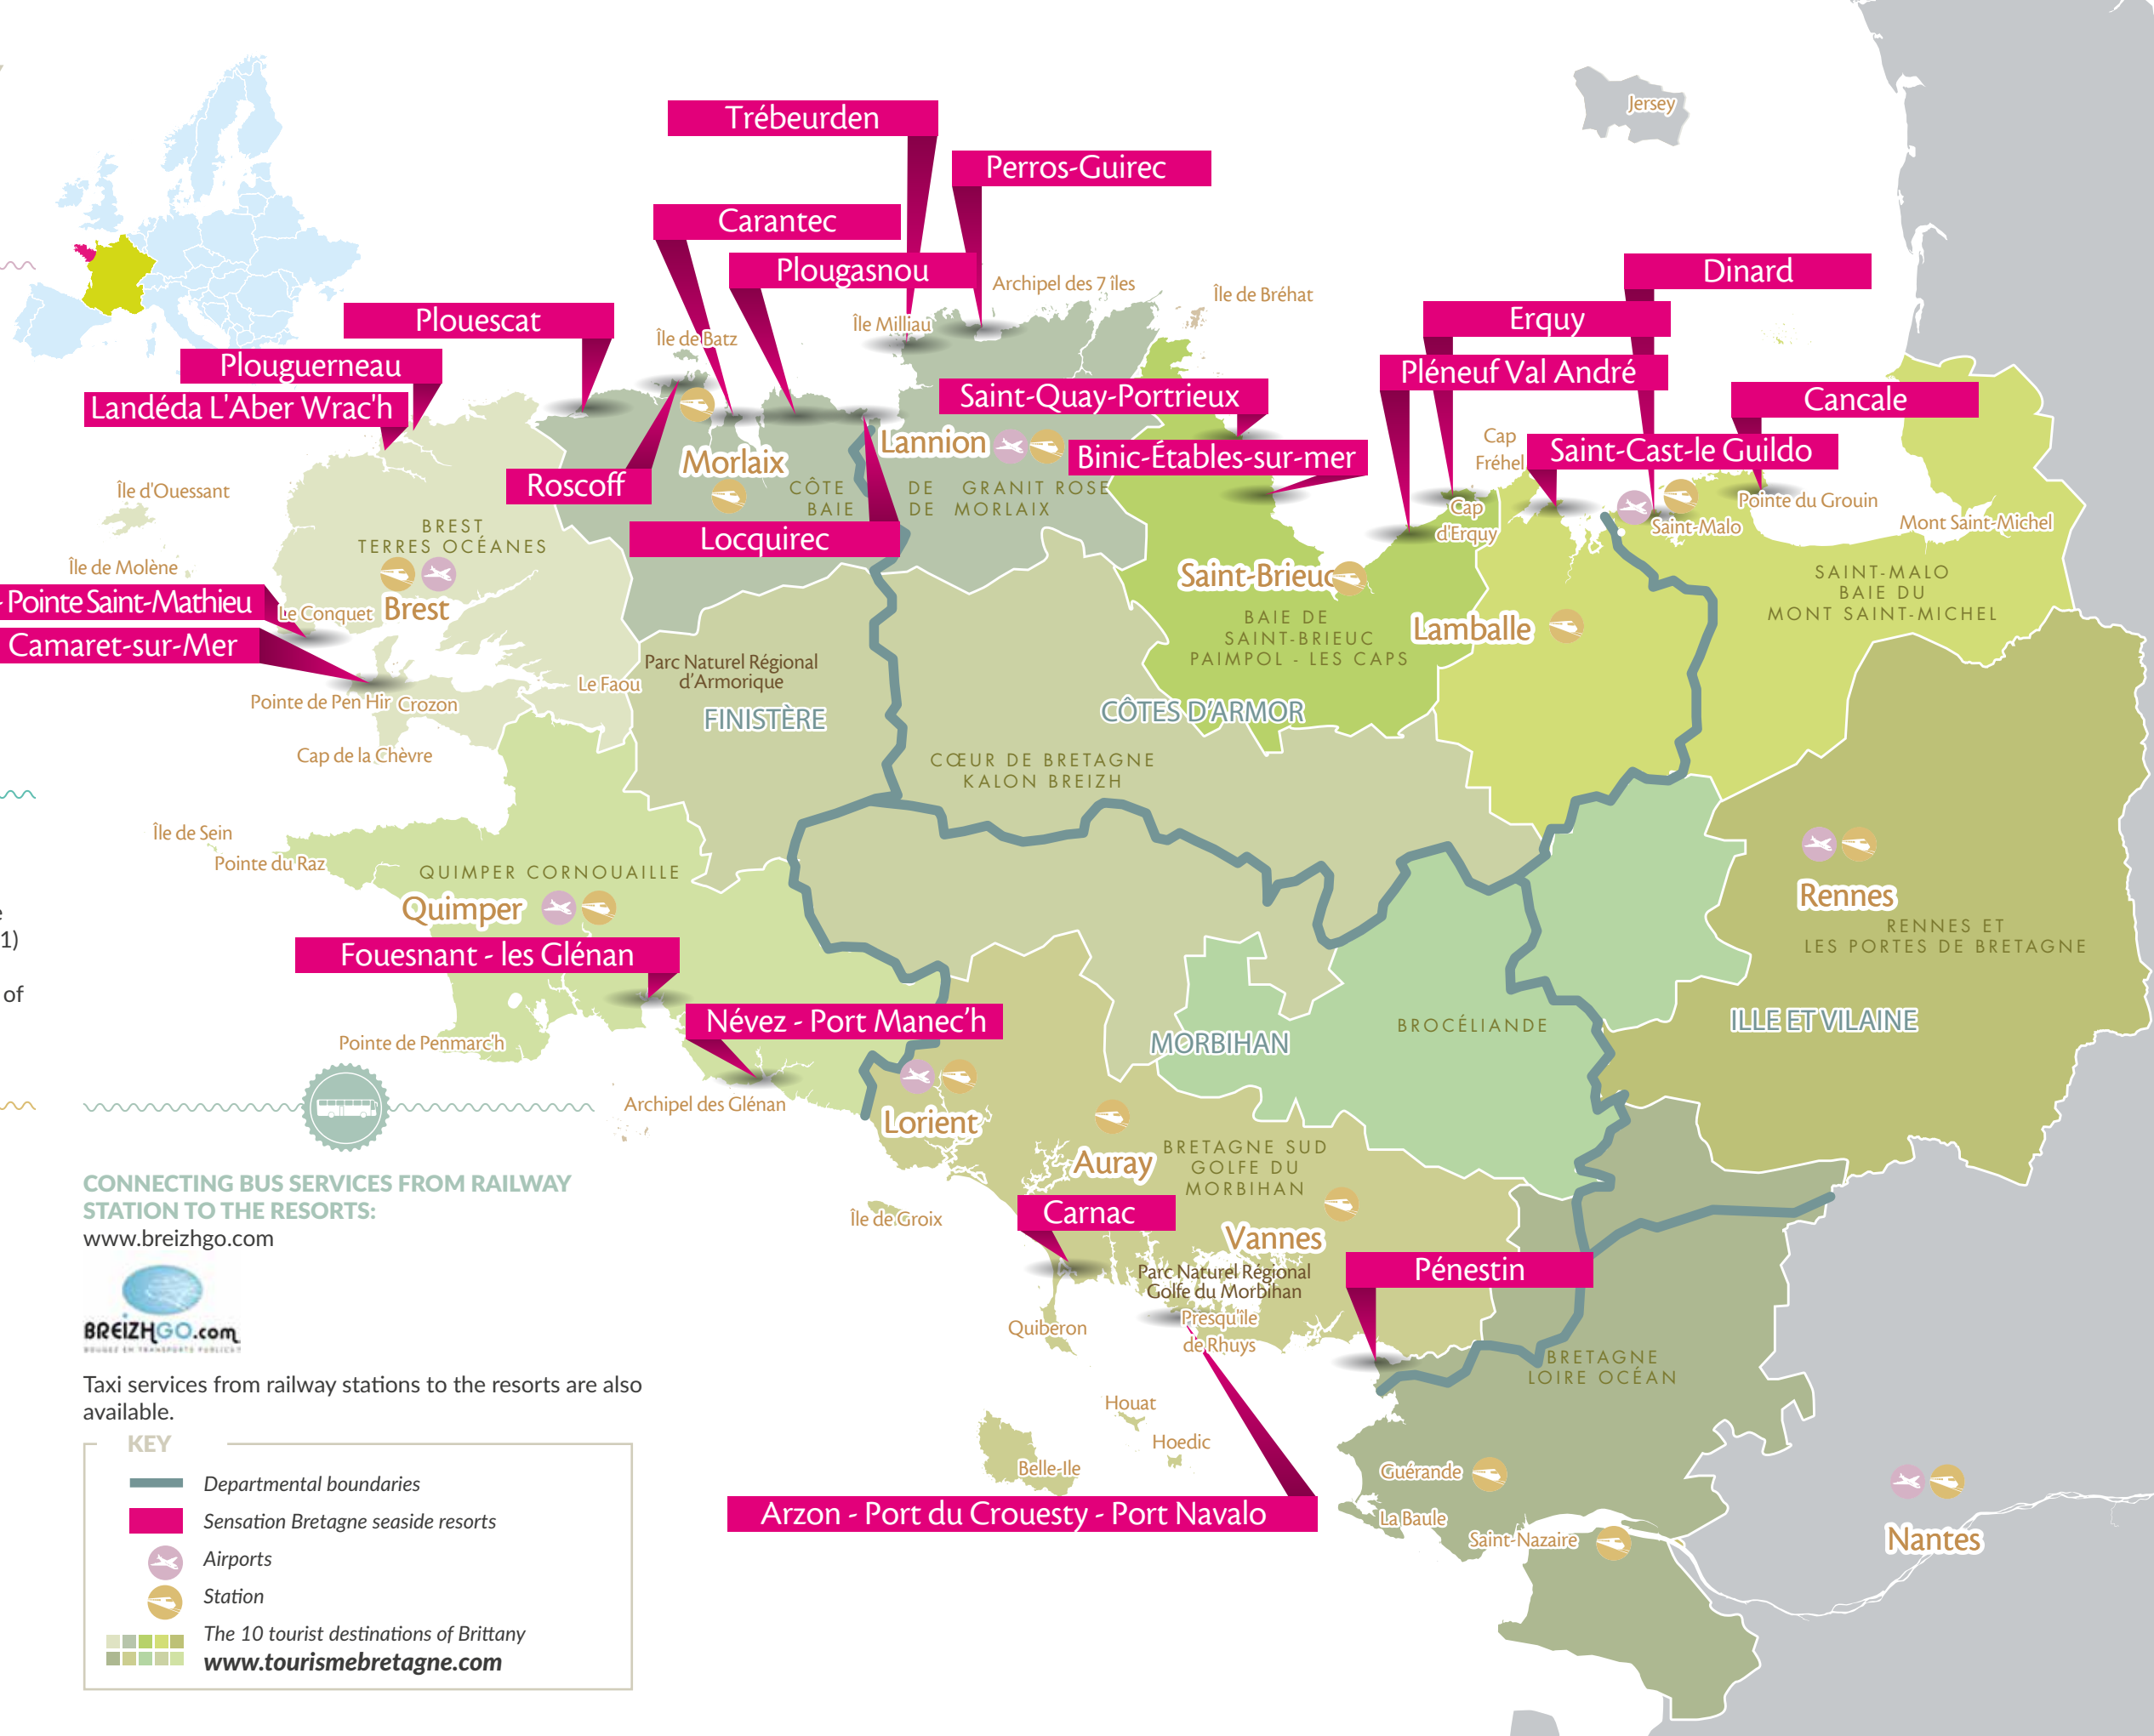 Jersey
Trébeurden
Perros-Guirec
Carantec
Plougasnou
Dinard
Archipel des 7 îles
Île de Bréhat
Plouescat
Erquy
Île Milliau
Île de Batz
Plouguerneau
Pléneuf Val André
Landéda L'Aber Wrac'h
Saint-Quay-Portrieux
Cancale
Cap
Fréhel
Lannion
Saint-Cast-le Guildo
Binic-Étables-sur-mer
Morlaix
Roscoff
Île d'Ouessant
CÔTE DE GRANIT ROSE
BAIE DE MORLAIX
Pointe du Grouin
Cap
d'Erquy
Saint-Malo
Mont Saint-Michel
BREST
TERRES OCÉANES
Locquirec
Île de Molène
Saint-Brieuc
SAINT-MALO
BAIE DU
MONT SAINT-MICHEL
- Pointe Saint-Mathieu
Le Conquet
Brest
BAIE DE
SAINT-BRIEUC
PAIMPOL - LES CAPS
Lamballe
Camaret-sur-Mer
Parc Naturel Régional
d'Armorique
Le Faou
Pointe de Pen Hir
Crozon
FINISTÈRE
CÔTES D'ARMOR
Cap de la Chèvre
CŒUR DE BRETAGNE
KALON BREIZH
Île de Sein
Pointe du Raz
QUIMPER CORNOUAILLE
Quimper
Rennes
RENNES ET
LES PORTES DE BRETAGNE
e
1)
of
Fouesnant - les Glénan
Névez - Port Manec'h
ILLE ET VILAINE
BROCÉLIANDE
MORBIHAN
Pointe de Penmarc'h
Archipel des Glénan
Lorient
Auray
BRETAGNE SUD
GOLFE DU
MORBIHAN
Île de Groix
Carnac
Vannes
Parc Naturel Régional
Golfe du Morbihan
Pénestin
Presqu'île
de Rhuys
Quiberon
BRETAGNE
LOIRE OCÉAN
Houat
Hoedic
Belle-Ile
Guérande
Arzon - Port du Crouesty - Port Navalo
La Baule
Saint-Nazaire
Nantes
CONNECTING BUS SERVICES FROM RAILWAY
STATION TO THE RESORTS:
www.breizhgo.com
BREIZHGO.com
BOUGEZ EN TRANSPORTS PUBLICS!
Taxi services from railway stations to the resorts are also
available.
KEY
Departmental boundaries
Sensation Bretagne seaside resorts
Airports
Station
The 10 tourist destinations of Brittany
www.tourismebretagne.com